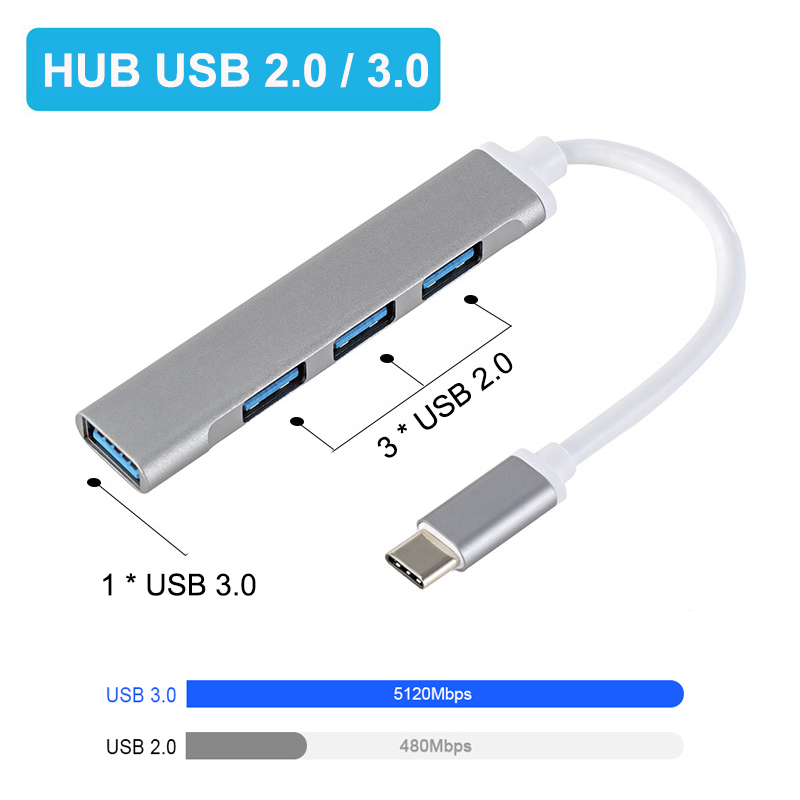 HUB USB 2.0 / 3.0
3 * USB 2.0
1 * USB 3.0
USB 3.0 5120Mbps
USB 2.0 480Mbps